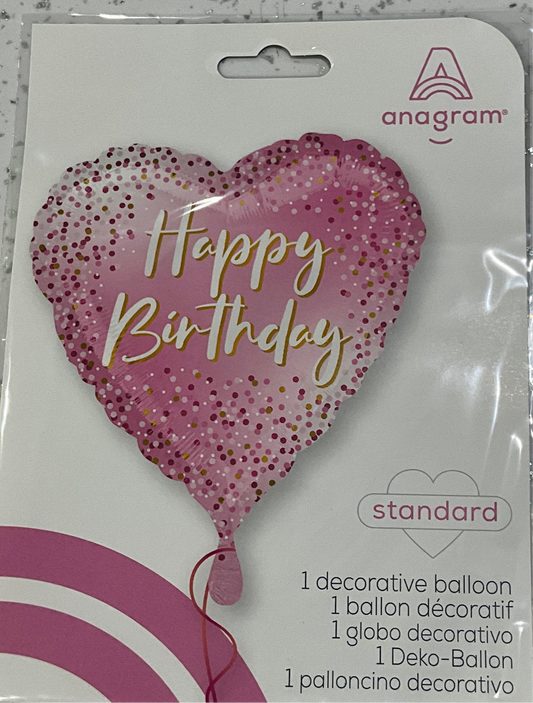 anagram®
Happy
Birthday
standard
1 decorative balloon
1 ballon décoratif
1 globo decorativo
1 Deko-Ballon
1 palloncino decorativo